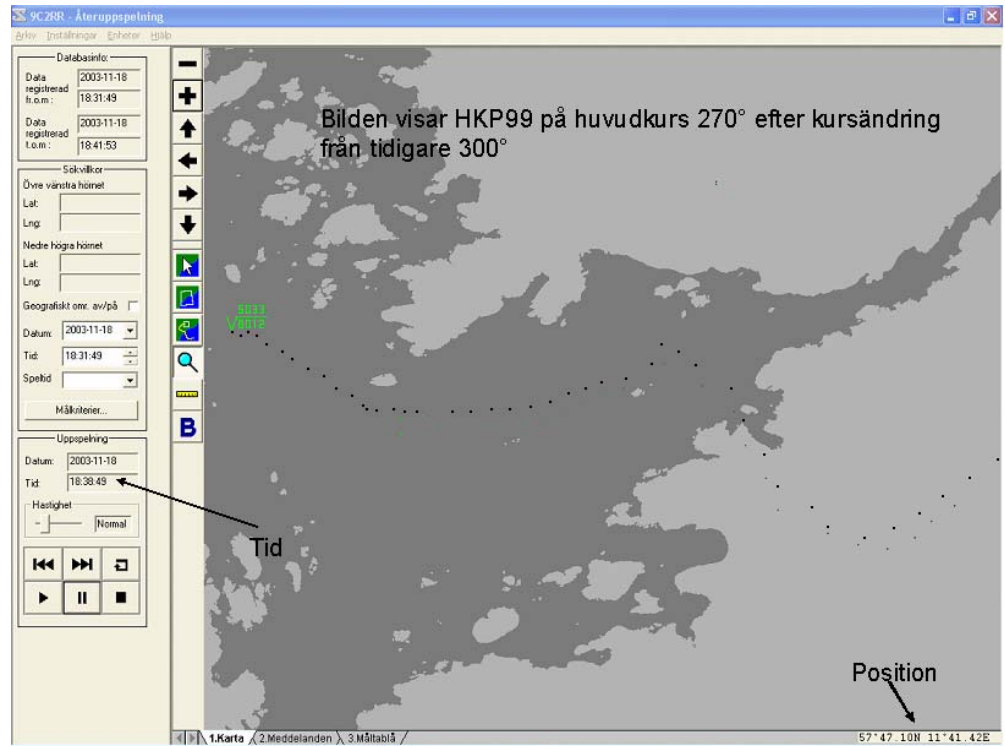 9C2RR - Återuppspelning
Arkiv Inställningar Enheter Hjälp
Databasinfo:
Data registrerad fr.o.m :
2003-11-18
18:31:49
Data registrerad t.o.m :
2003-11-18
18:41:53
Sökvillkor
Övre vänstra hörnet
Lat:
Lng:
Nedre högra hörnet
Lat:
Lng:
Geografiskt omr. av/på
Datum: 2003-11-18
Tid: 18:31:49
Speltid
Målkriterier...
Uppspelning
Datum: 2003-11-18
Tid: 18:38:49
Hastighet
Normal
B
Bilden visar HKP99 på huvudkurs 270° efter kursändring
från tidigare 300°
5033
0012
Tid
Position
1.Karta 2.Meddelanden 3.Måltablå
57°47.10N 11°41.42E